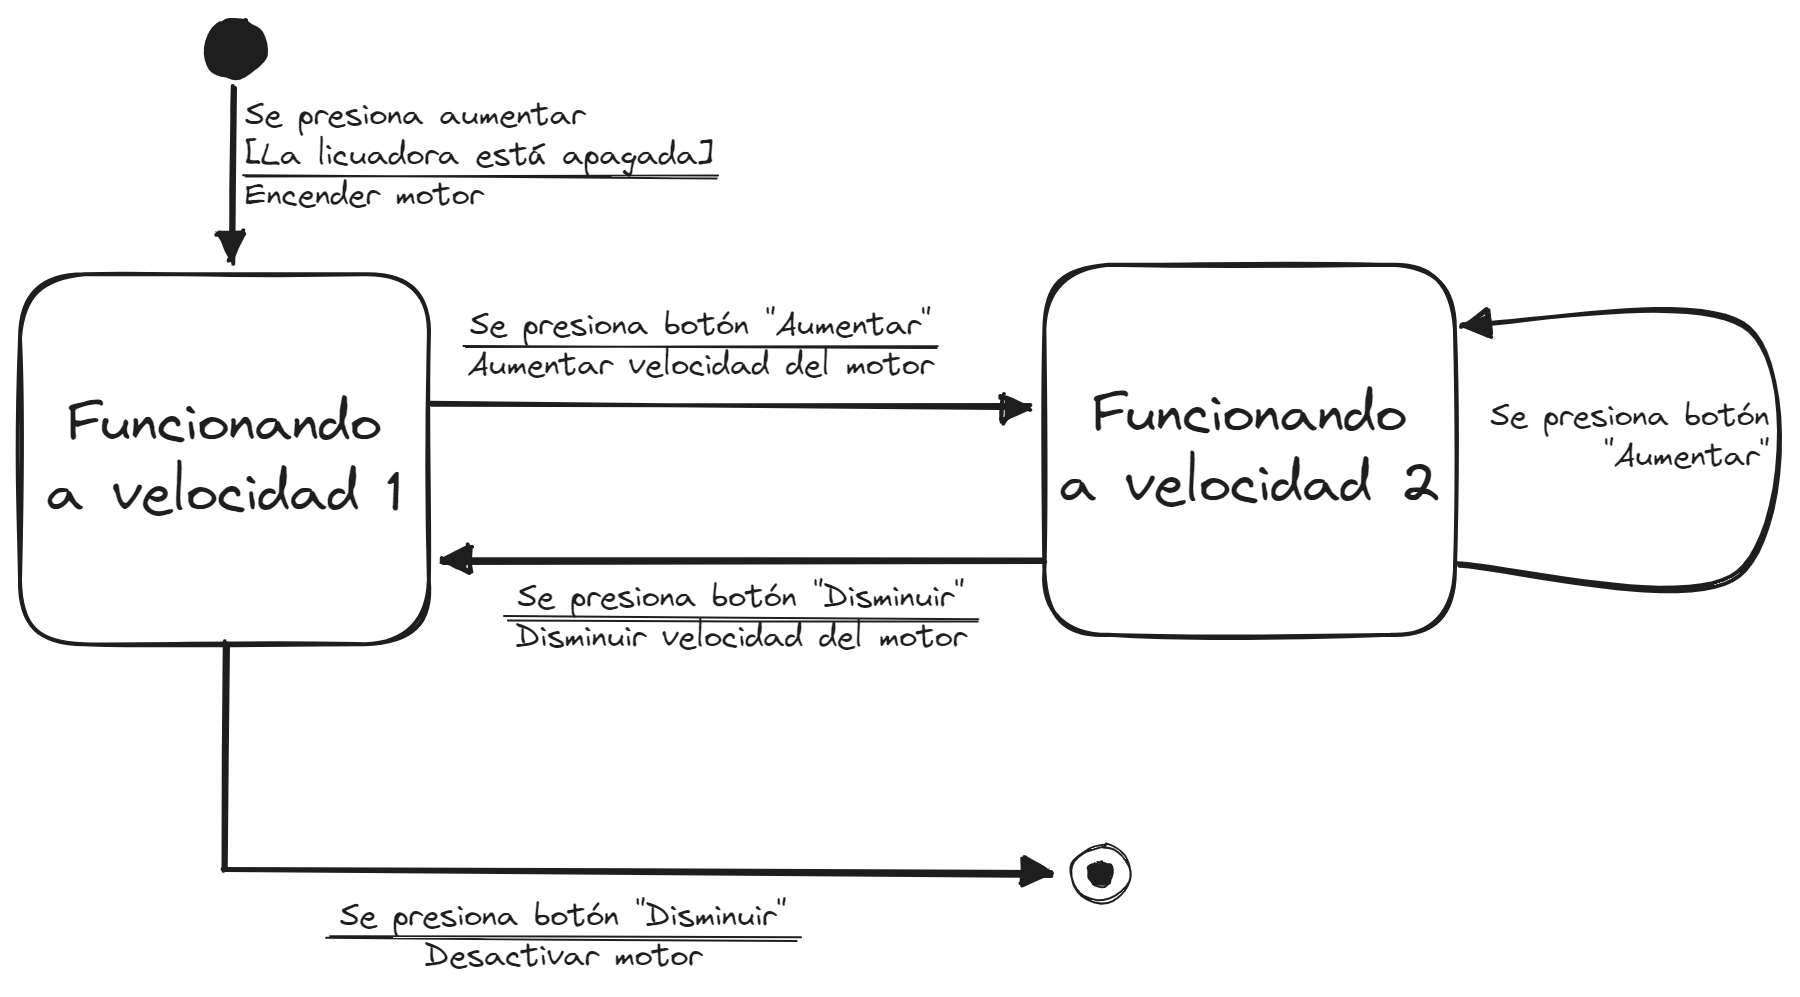 Se presiona aumentar
[La licuadora está apagada]
Encender motor
Se presiona botón "Aumentar"
Aumentar velocidad del motor
Funcionando
a velocidad 1
Funcionando
a velocidad 2
Se presiona botón
"Aumentar"
Se presiona botón "Disminuir"
Disminuir velocidad del motor
Se presiona botón "Disminuir"
Desactivar motor